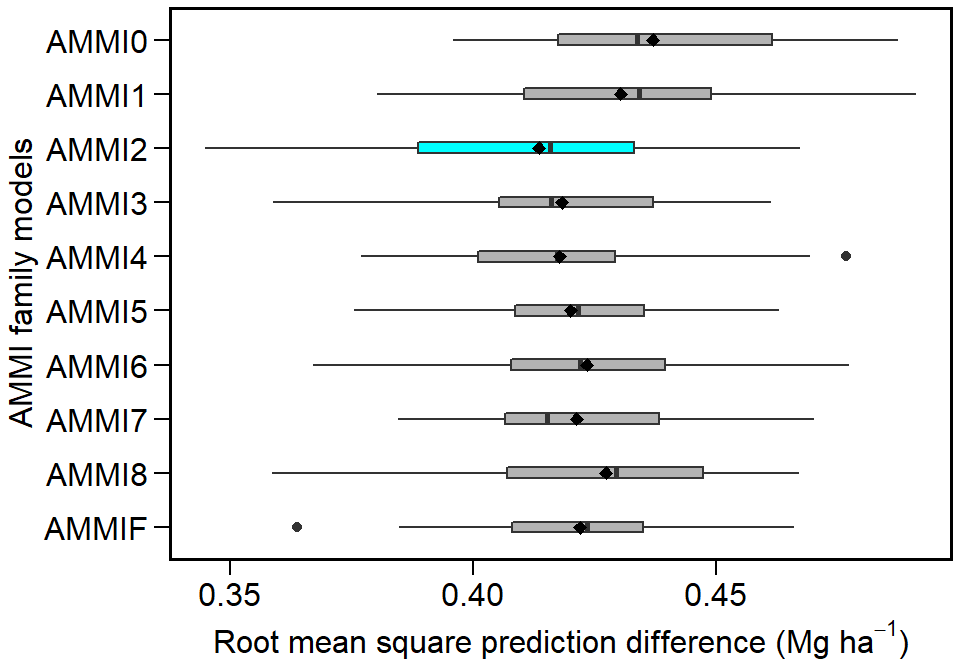 AMMI family models
AMMI0
AMMI1
AMMI2
AMMI3
AMMI4
AMMI5
AMMI6
AMMI7
AMMI8
AMMIF
0.35 0.40 0.45
Root mean square prediction difference (Mg ha⁻¹)